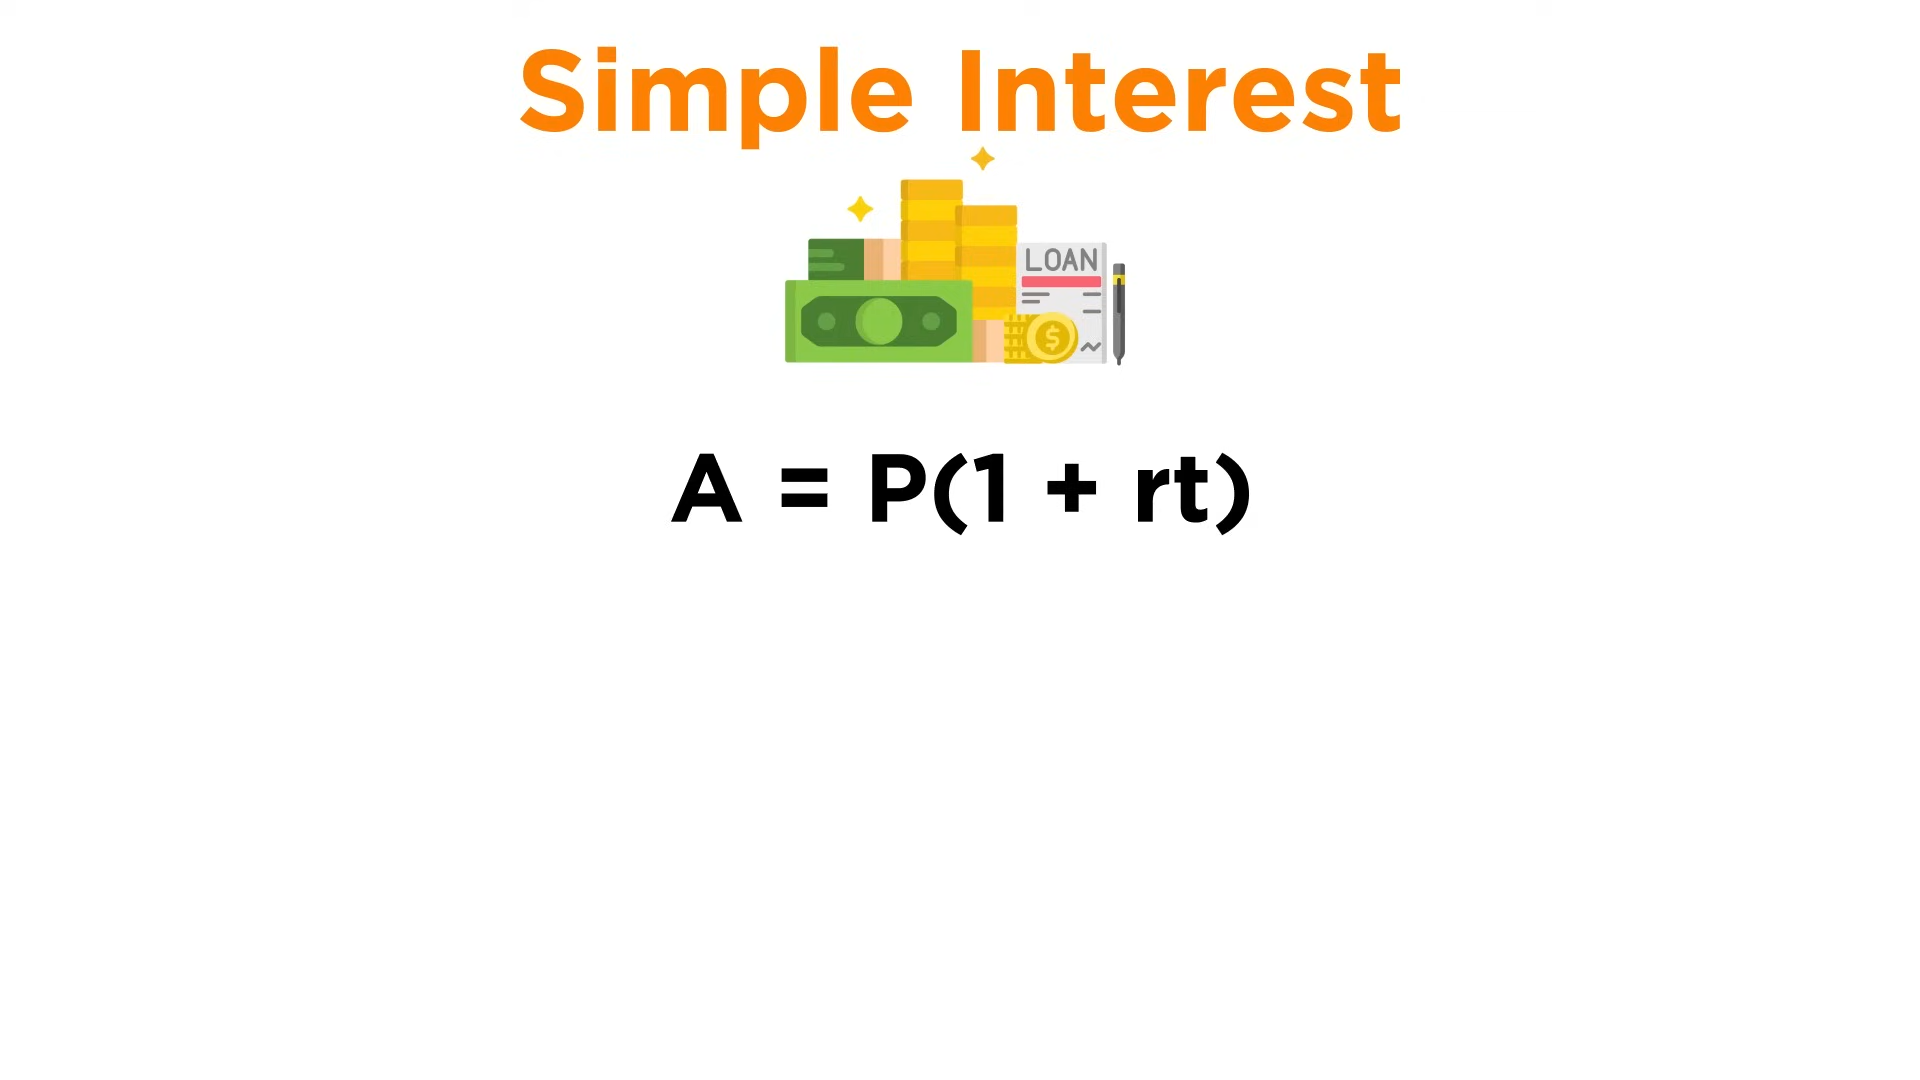 Simple Interest
LOAN
$
A = P(1 + rt)